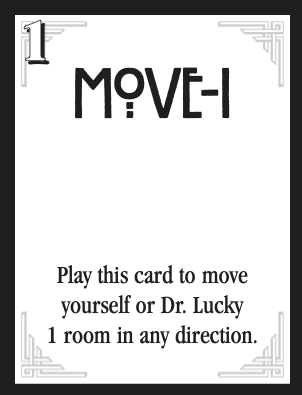 1
MOVE-1
Play this card to move
yourself or Dr. Lucky
1 room in any direction.